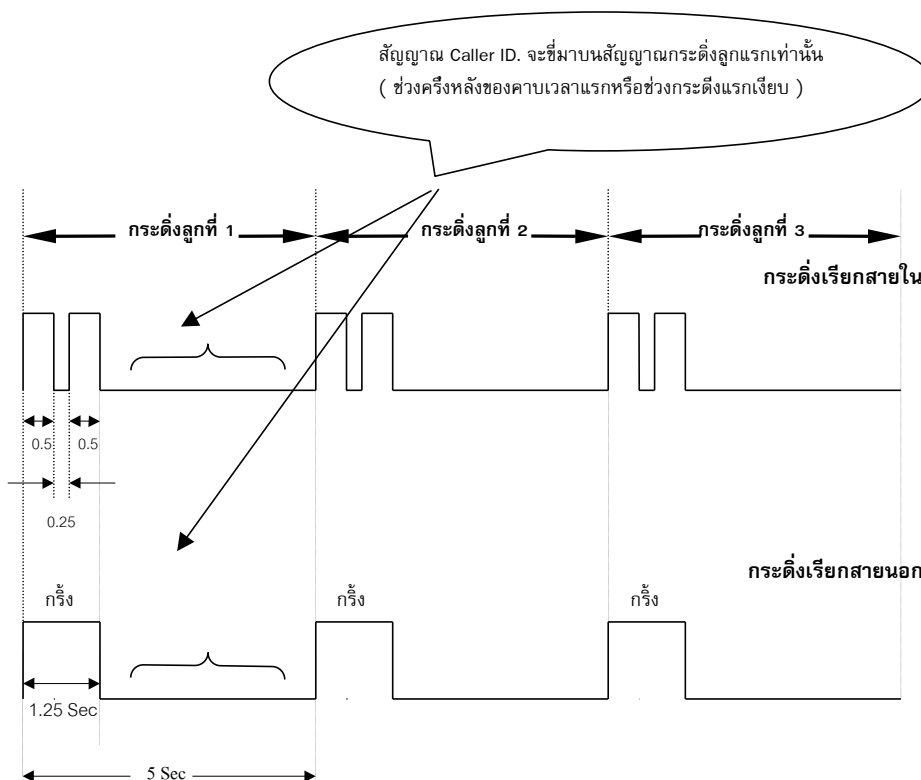 สัญญาณ Caller ID. จะขี่มาบนสัญญาณกระดิ่งลูกแรกเท่านั้น
( ช่วงครึ่งหลังของคาบเวลาแรกหรือช่วงกระดิ่งแรกเงียบ )
กระดิ่งลูกที่ 1
กระดิ่งลูกที่ 2
กระดิ่งลูกที่ 3
กระดิ่งเรียกสายใน
0.5
0.5
0.25
กระดิ่งเรียกสายนอก
กริ๊ง
กริ๊ง
กริ๊ง
1.25 Sec
5 Sec